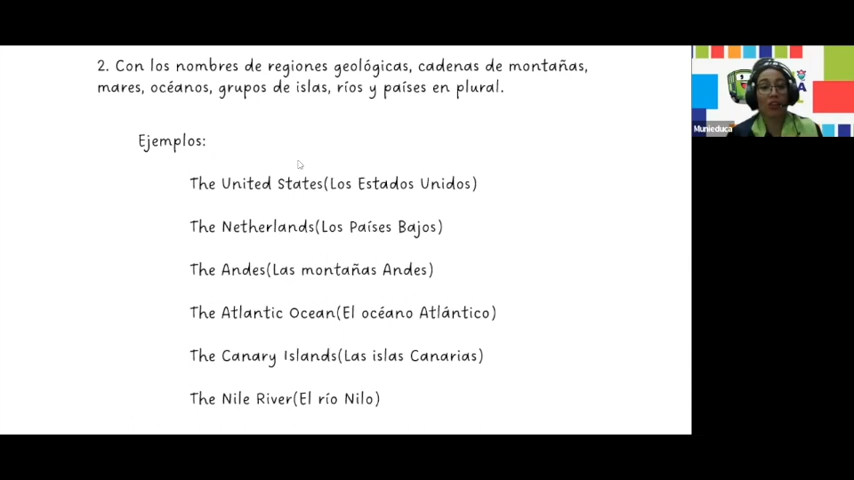 2. Con los nombres de regiones geológicas, cadenas de montañas,
mares, océanos, grupos de islas, ríos y países en plural.
Ejemplos:
The United States(Los Estados Unidos)
The Netherlands(Los Países Bajos)
The Andes(Las montañas Andes)
The Atlantic Ocean(El océano Atlántico)
The Canary Islands(Las islas Canarias)
The Nile River(El río Nilo)
Munieduca